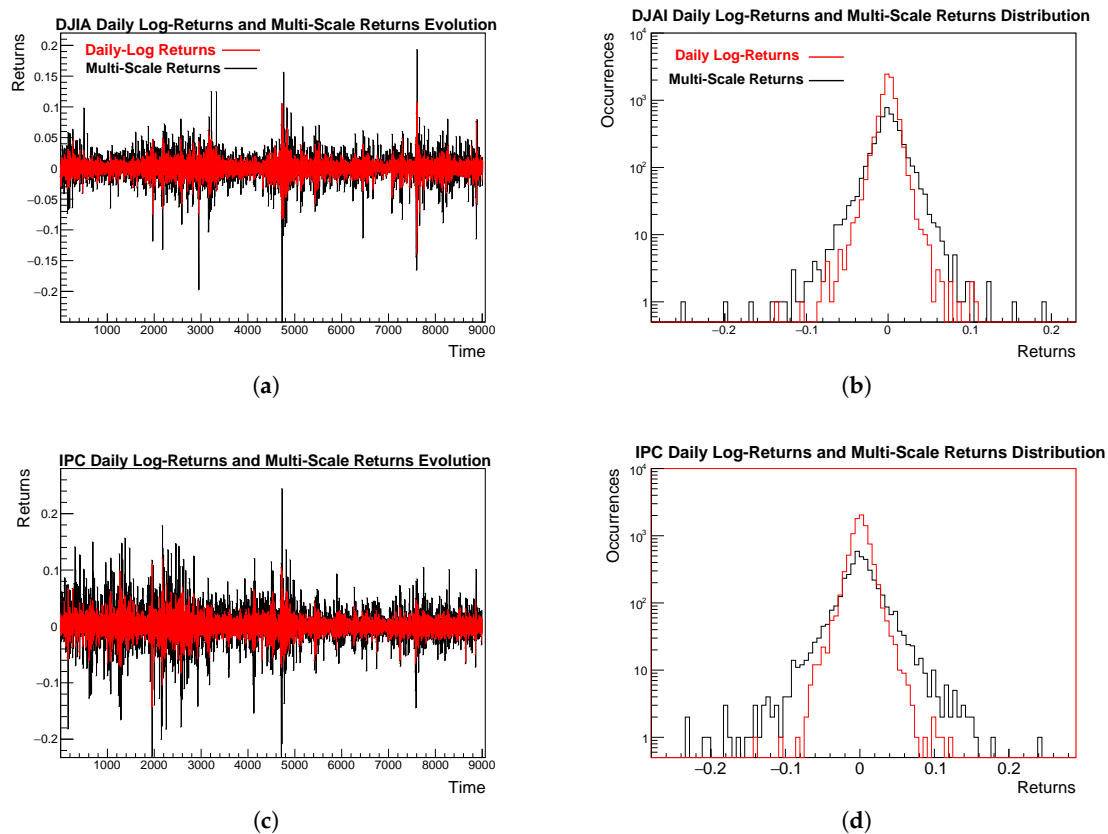 DJIA Daily Log-Returns and Multi-Scale Returns Evolution
Returns
0.2
0.15
0.1
0.05
0
−0.05
−0.1
−0.15
−0.2
Daily-Log Returns
Multi-Scale Returns
1000 2000 3000 4000 5000 6000 7000 8000 9000
Time
(a)
DJAI Daily Log-Returns and Multi-Scale Returns Distribution
Occurrences
10^4
10^3
10^2
10
1
Daily Log-Returns
Multi-Scale Returns
−0.2 −0.1 0 0.1 0.2
Returns
(b)
IPC Daily Log-Returns and Multi-Scale Returns Evolution
Returns
0.2
0.1
0
−0.1
−0.2
1000 2000 3000 4000 5000 6000 7000 8000 9000
Time
(c)
IPC Daily Log-Returns and Multi-Scale Returns Distribution
Occurrences
10^4
10^3
10^2
10
1
−0.2 −0.1 0 0.1 0.2
Returns
(d)